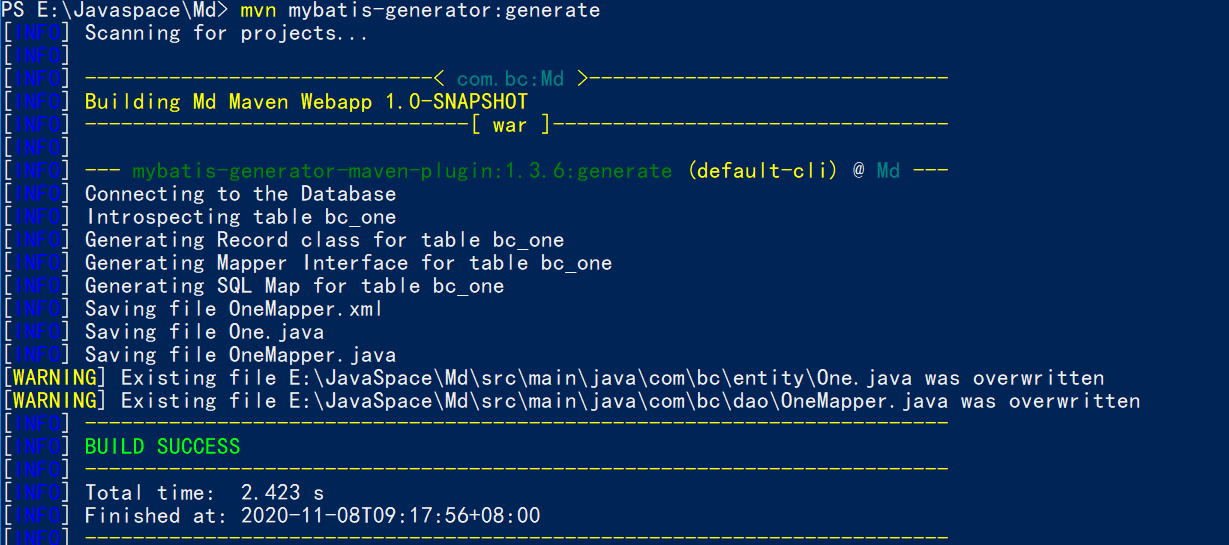 PS E:\Javaspace\Md> mvn mybatis-generator:generate
[INFO] Scanning for projects...
[INFO]
[INFO] ----------------------------< com.bc:Md >-----------------------------
[INFO] Building Md Maven Webapp 1.0-SNAPSHOT
[INFO] --------------------------------[ war ]---------------------------------
[INFO]
[INFO] --- mybatis-generator-maven-plugin:1.3.6:generate (default-cli) @ Md ---
[INFO] Connecting to the Database
[INFO] Introspecting table bc_one
[INFO] Generating Record class for table bc_one
[INFO] Generating Mapper Interface for table bc_one
[INFO] Generating SQL Map for table bc_one
[INFO] Saving file OneMapper.xml
[INFO] Saving file One.java
[INFO] Saving file OneMapper.java
[WARNING] Existing file E:\JavaSpace\Md\src\main\java\com\bc\entity\One.java was overwritten
[WARNING] Existing file E:\JavaSpace\Md\src\main\java\com\bc\dao\OneMapper.java was overwritten
[INFO] ------------------------------------------------------------------------
[INFO] BUILD SUCCESS
[INFO] ------------------------------------------------------------------------
[INFO] Total time:  2.423 s
[INFO] Finished at: 2020-11-08T09:17:56+08:00
[INFO] ------------------------------------------------------------------------